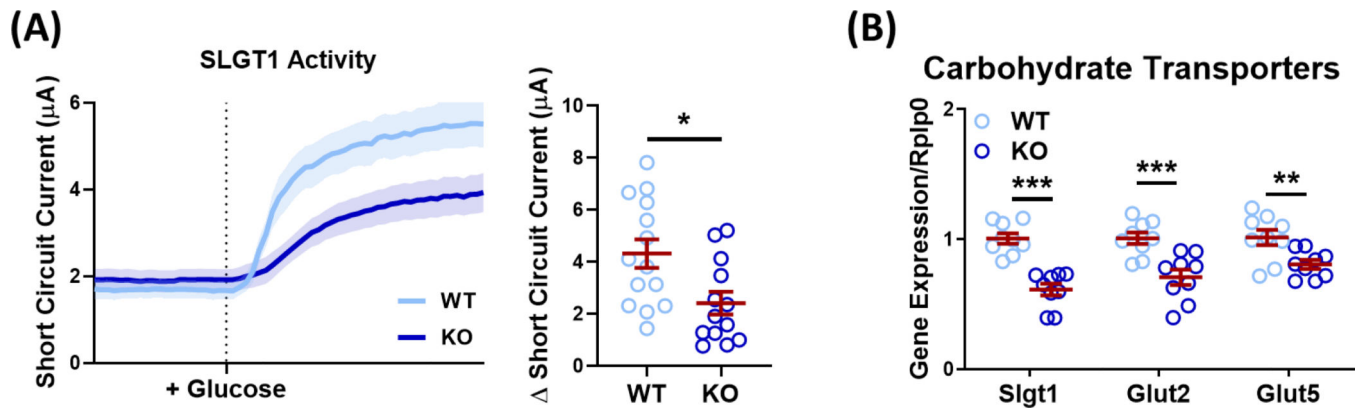 (A)
SLGT1 Activity
Short Circuit Current (μA)
6
4
2
0
WT
KO
+ Glucose
Δ Short Circuit Current (μA)
10
8
6
4
2
0
*
WT
KO
(B)
Carbohydrate Transporters
Gene Expression/Rplp0
2
1
0
WT
KO
***
***
**
Slgt1
Glut2
Glut5